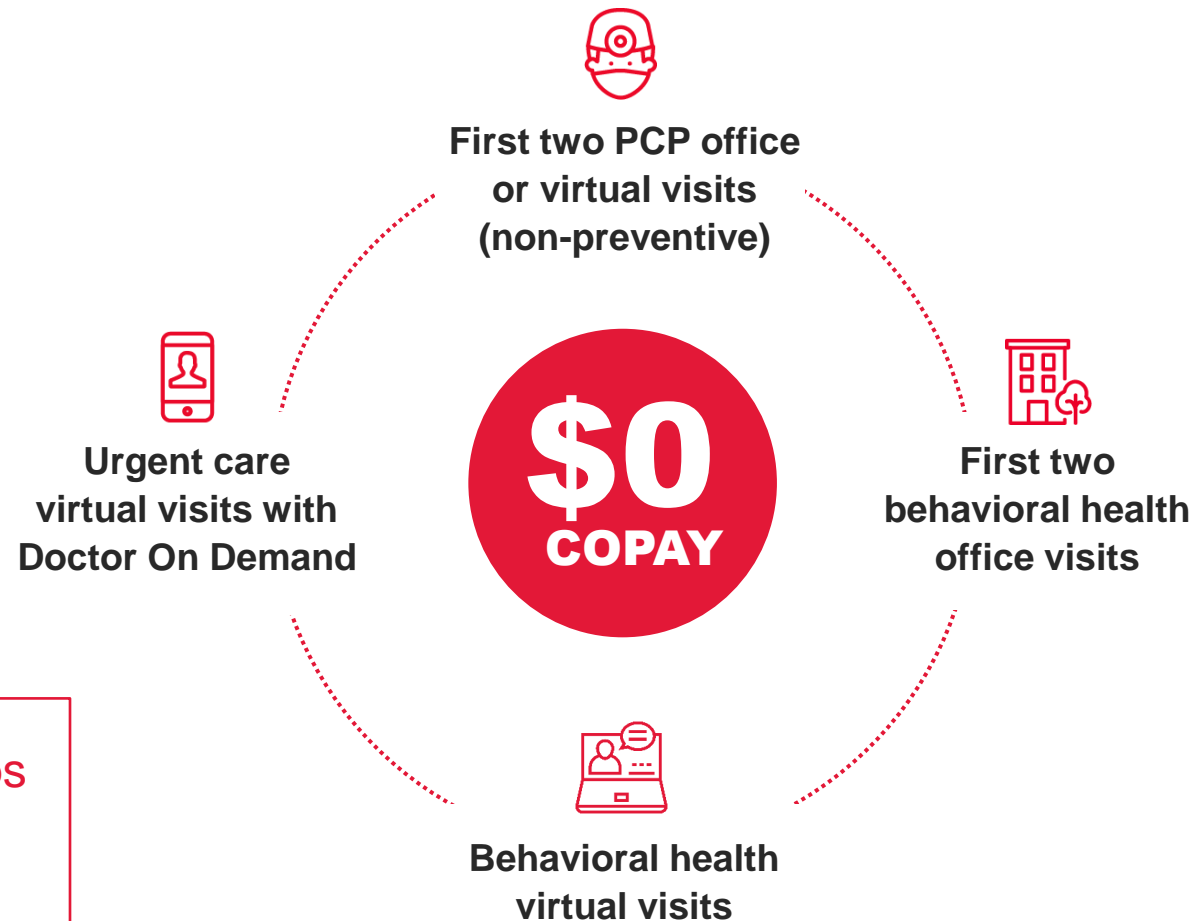 First two PCP office
or virtual visits
(non-preventive)
Urgent care
virtual visits with
Doctor On Demand
$0
COPAY
First two
behavioral health
office visits
Behavioral health
virtual visits